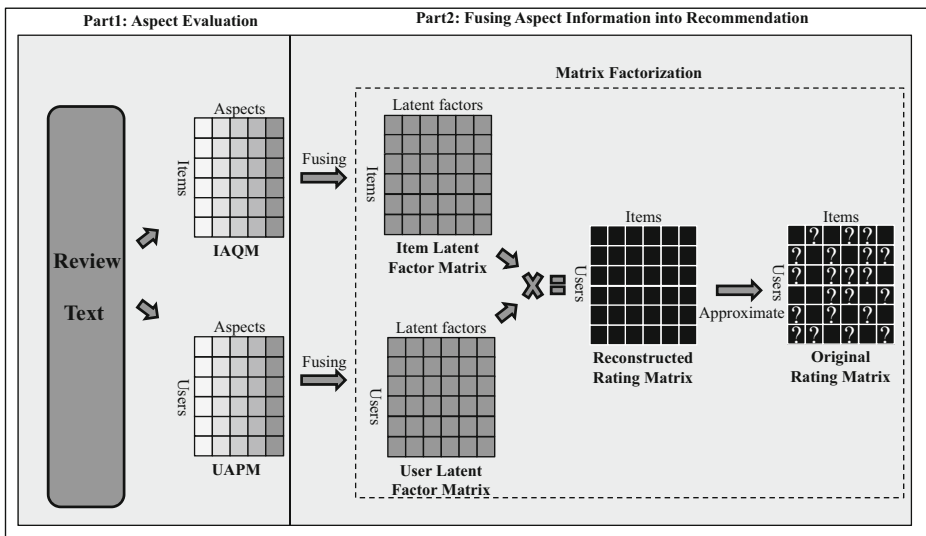 Part1: Aspect Evaluation
Part2: Fusing Aspect Information into Recommendation
Matrix Factorization
Review
Text
Aspects
Items
IAQM
Aspects
Users
UAPM
Fusing
Fusing
Latent factors
Items
Item Latent
Factor Matrix
Latent factors
Users
User Latent
Factor Matrix
Items
Users
Reconstructed
Rating Matrix
Approximate
Items
Users
? ? ?
? ? ?
? ? ? ?
? ? ?
? ? ?
? ? ? ?
Original
Rating Matrix